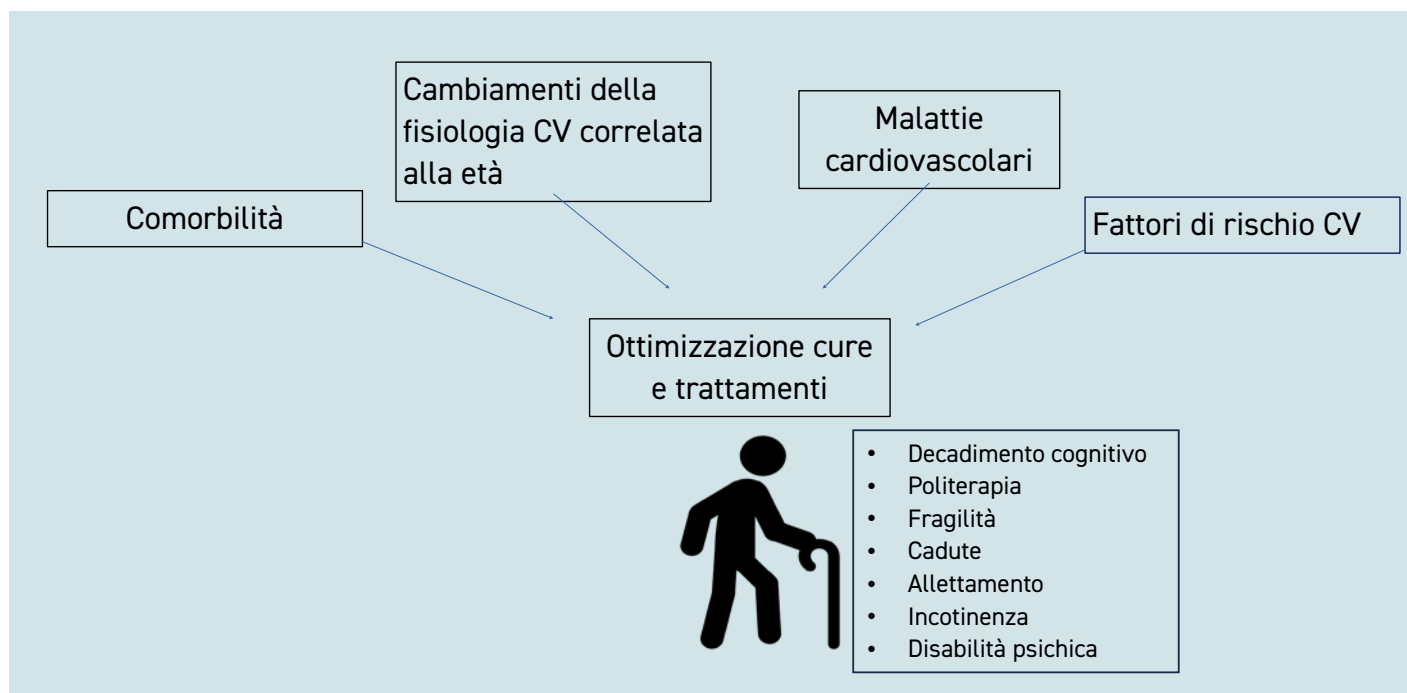 Cambiamenti della
fisiologia CV correlata
alla età
Malattie
cardiovascolari
Comorbilità
Fattori di rischio CV
Ottimizzazione cure
e trattamenti
• Decadimento cognitivo
• Politerapia
• Fragilità
• Cadute
• Allettamento
• Incotinenza
• Disabilità psichica